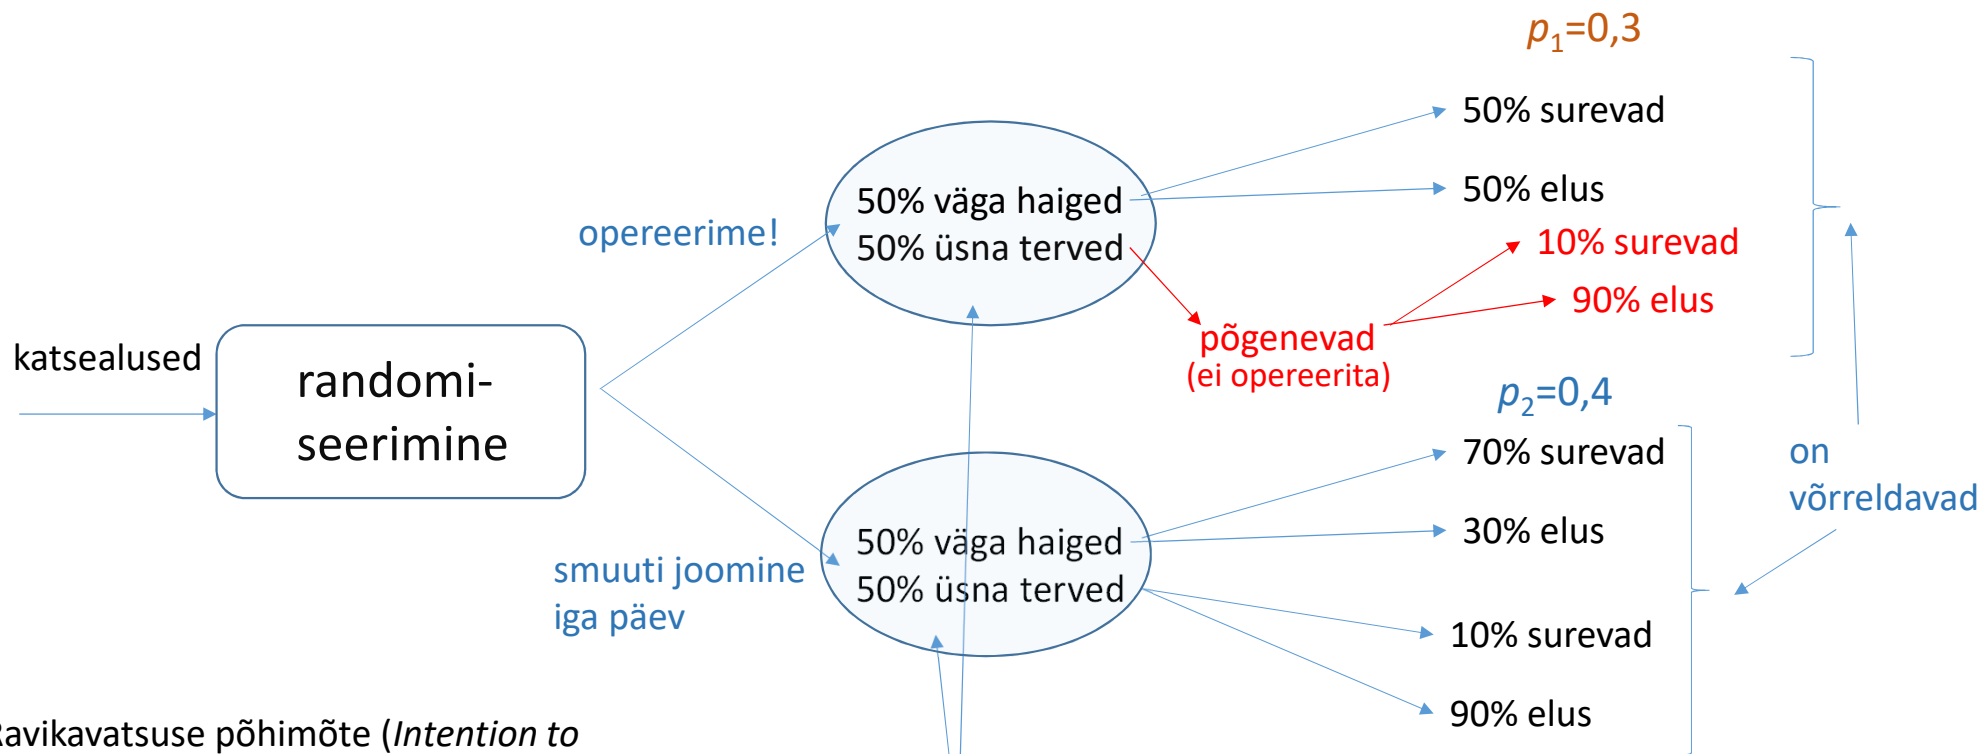 p₁=0,3
50% surevad
50% elus
10% surevad
90% elus
opereerime!
50% väga haiged
50% üsna terved
põgenevad
(ei opereerita)
katsealused
randomi-
seerimine
p₂=0,4
70% surevad
30% elus
10% surevad
90% elus
on
võrreldavad
50% väga haiged
50% üsna terved
smuuti joomine
iga päev
Ravikavatsuse põhimõte (Intention to